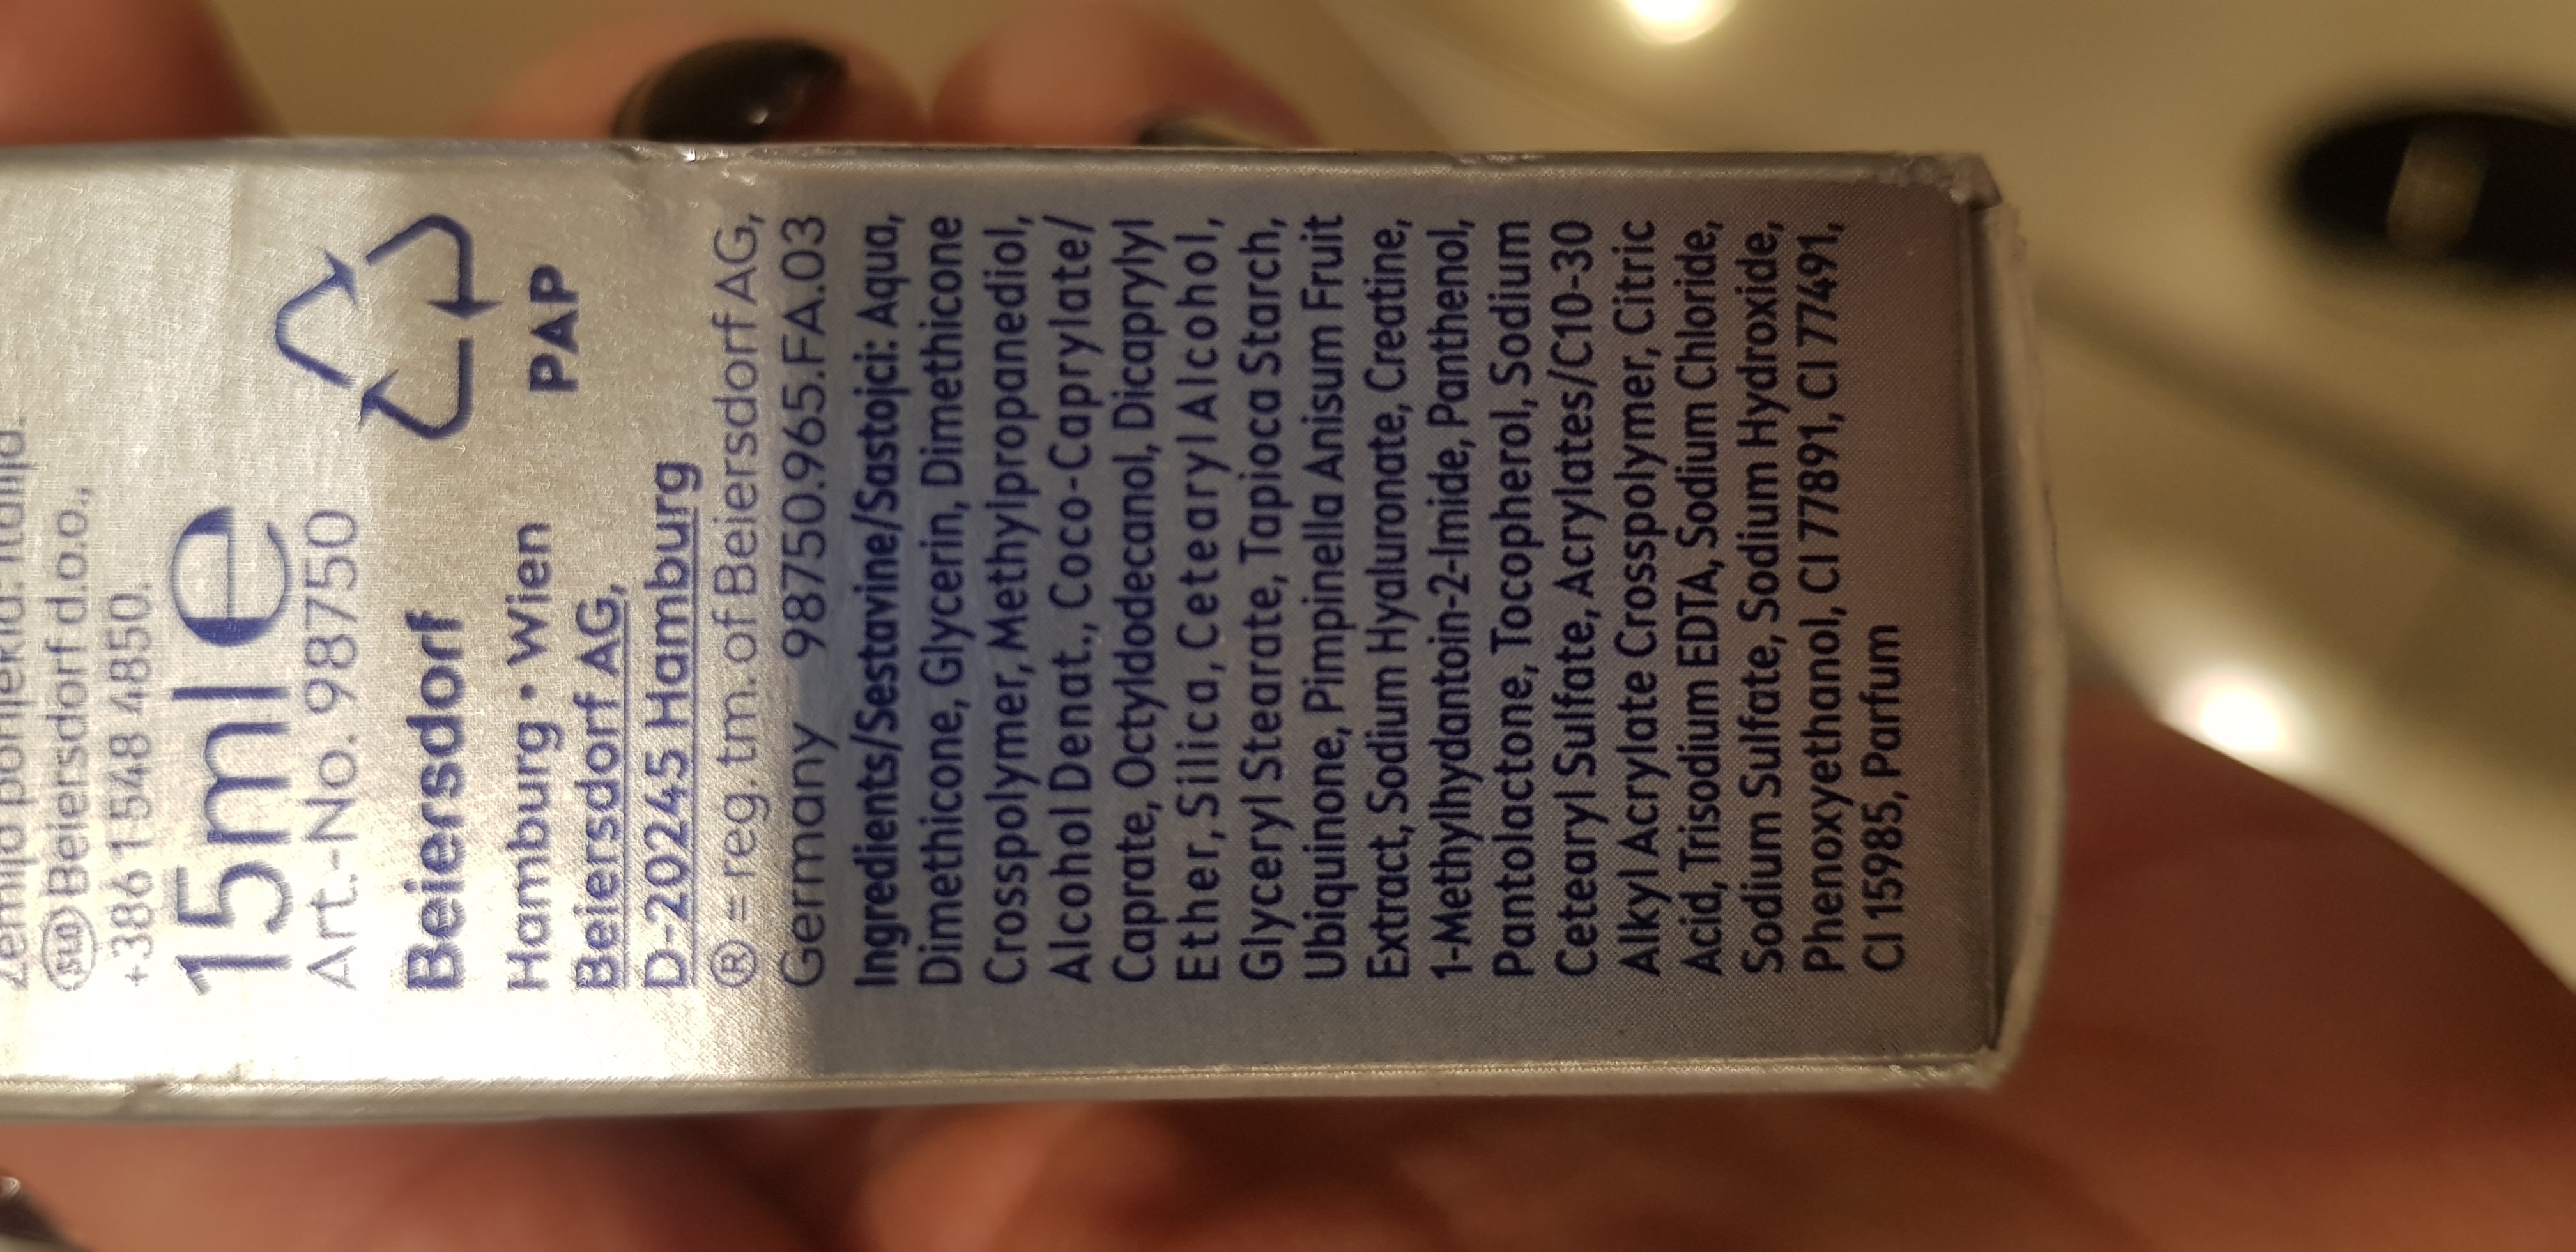 Zemlja porijekla: Italija.
SLO Beiersdorf d.o.o.,
+386 1 548 4850.
15ml e
Art.-No. 98750
Beiersdorf
Hamburg • Wien
Beiersdorf AG,
D-20245 Hamburg
PAP
® = reg. tm. of Beiersdorf AG,
Germany 98750.965.FA.03
Ingredients/Sestavine/Sastojci: Aqua,
Dimethicone, Glycerin, Dimethicone
Crosspolymer, Methylpropanediol,
Alcohol Denat., Coco-Caprylate/
Caprate, Octyldodecanol, Dicaprylyl
Ether, Silica, Cetearyl Alcohol,
Glyceryl Stearate, Tapioca Starch,
Ubiquinone, Pimpinella Anisum Fruit
Extract, Sodium Hyaluronate, Creatine,
1-Methylhydantoin-2-Imide, Panthenol,
Pantolactone, Tocopherol, Sodium
Cetearyl Sulfate, Acrylates/C10-30
Alkyl Acrylate Crosspolymer, Citric
Acid, Trisodium EDTA, Sodium Chloride,
Sodium Sulfate, Sodium Hydroxide,
Phenoxyethanol, CI 77891, CI 77491,
CI 15985, Parfum